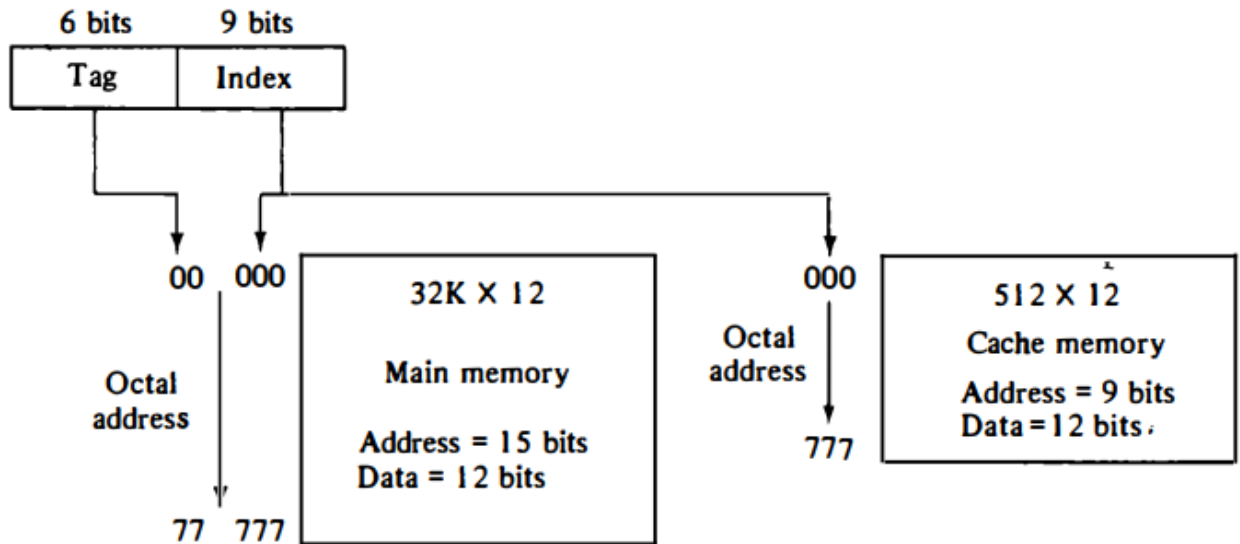 6 bits 9 bits
Tag Index
00 000
32K X 12
Main memory
Address = 15 bits
Data = 12 bits
Octal
address
77 777
000
Octal
address
777
512 X 12
Cache memory
Address = 9 bits
Data = 12 bits